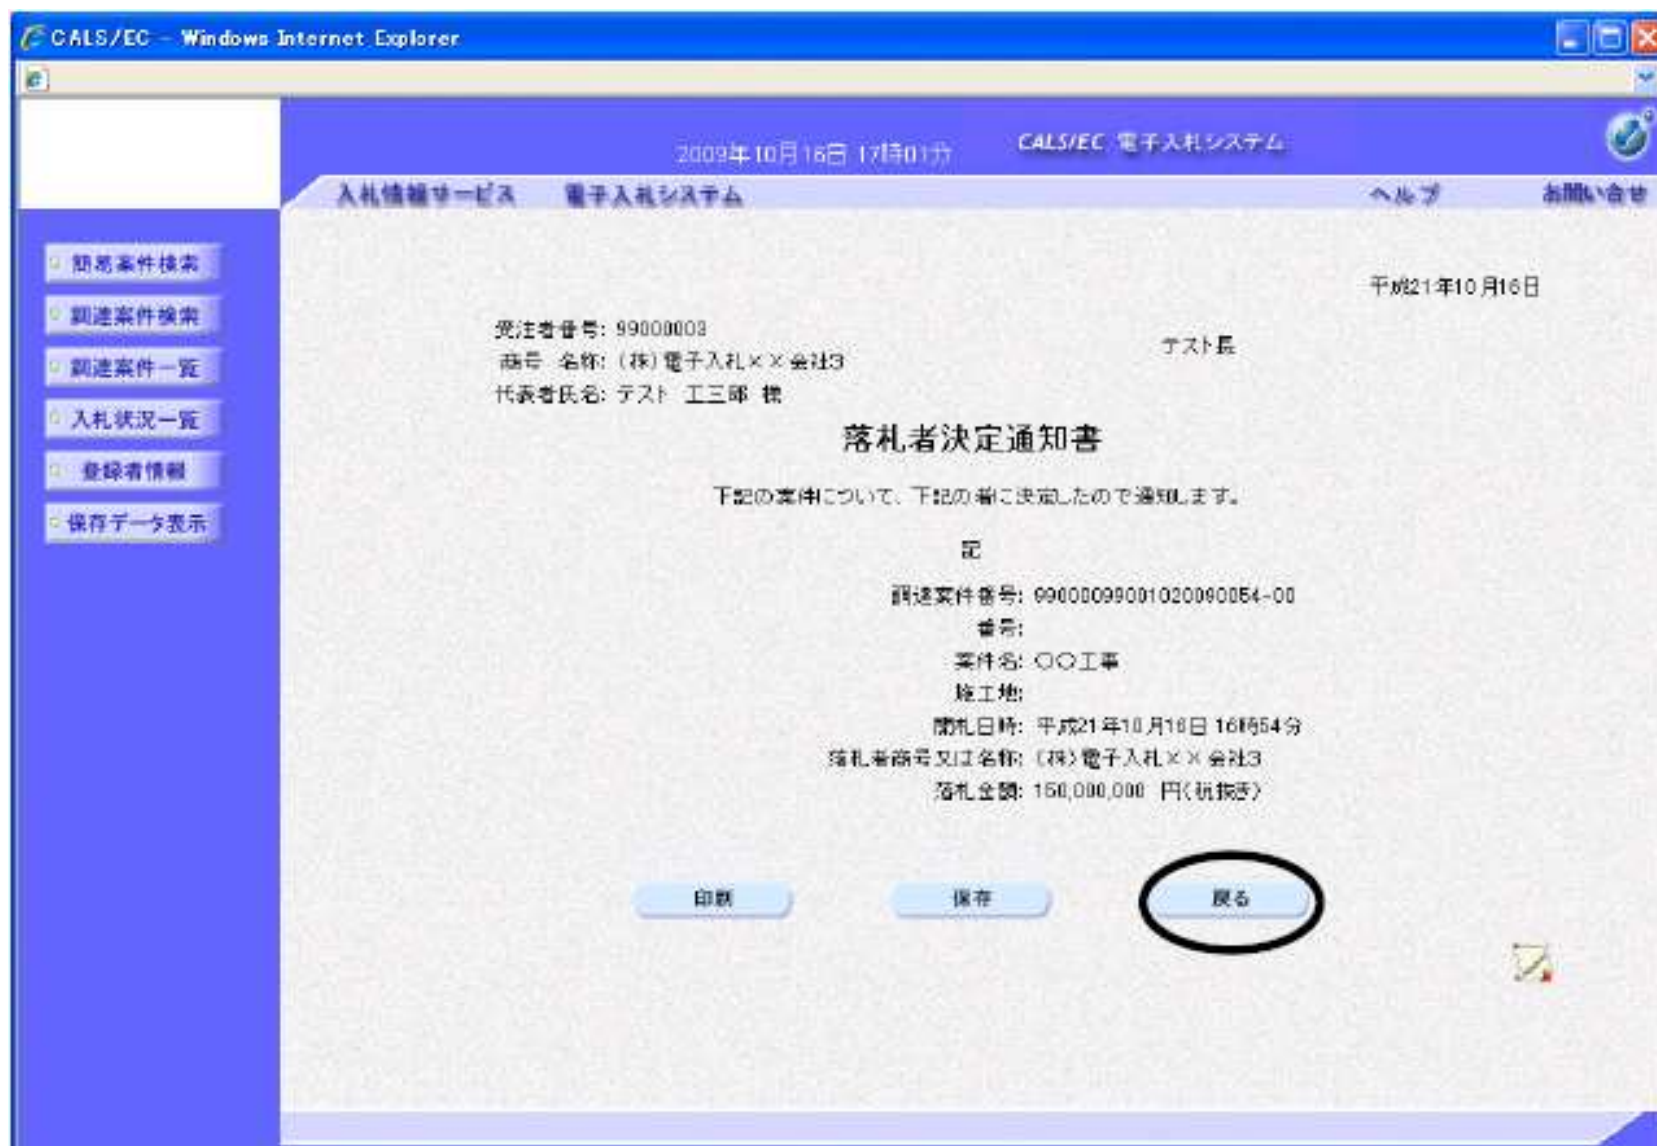 CALS/EC - Windows Internet Explorer
2009年10月16日 17時01分
CALS/EC 電子入札システム
入札情報サービス
電子入札システム
ヘルプ
お問い合せ
簡易案件検索
調達案件検索
調達案件一覧
入札状況一覧
登録者情報
保存データ表示
平成21年10月16日
受注者番号: 99000003
商号 名称: (株)電子入札××会社3
代表者氏名: テスト 工三郎 様
テスト長
落札者決定通知書
下記の案件について、下記の者に決定したので通知します。
記
調達案件番号: 99000099001020090054-00
番号:
案件名: 〇〇工事
施工地:
開札日時: 平成21年10月16日 16時54分
落札者商号又は名称: (株)電子入札××会社3
落札金額: 円(税抜き)
印刷
保存
戻る